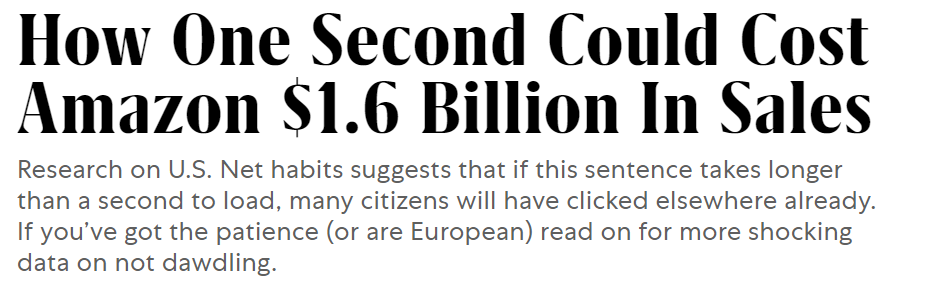 How One Second Could Cost
Amazon $1.6 Billion In Sales
Research on U.S. Net habits suggests that if this sentence takes longer
than a second to load, many citizens will have clicked elsewhere already.
If you’ve got the patience (or are European) read on for more shocking
data on not dawdling.